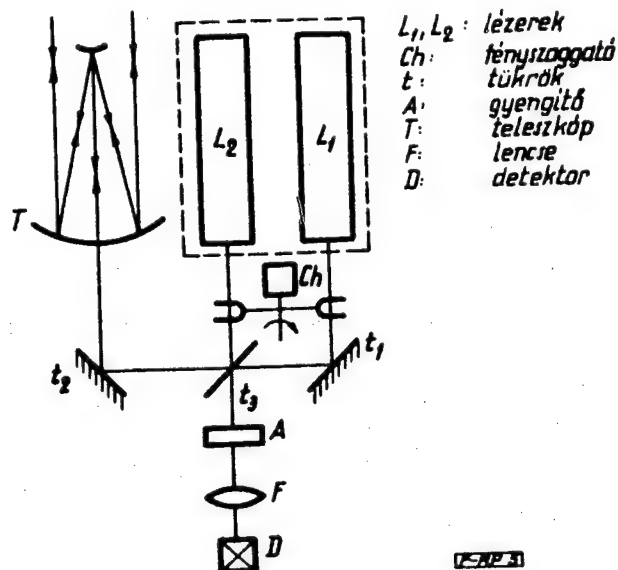 L₁, L₂: lézerek
Ch: fényszaggató
t: tükrök
A: gyengítő
T: teleszkóp
F: lencse
D: detektor
L₂
L₁
T
Ch
t₂
t₃
t₁
A
F
D